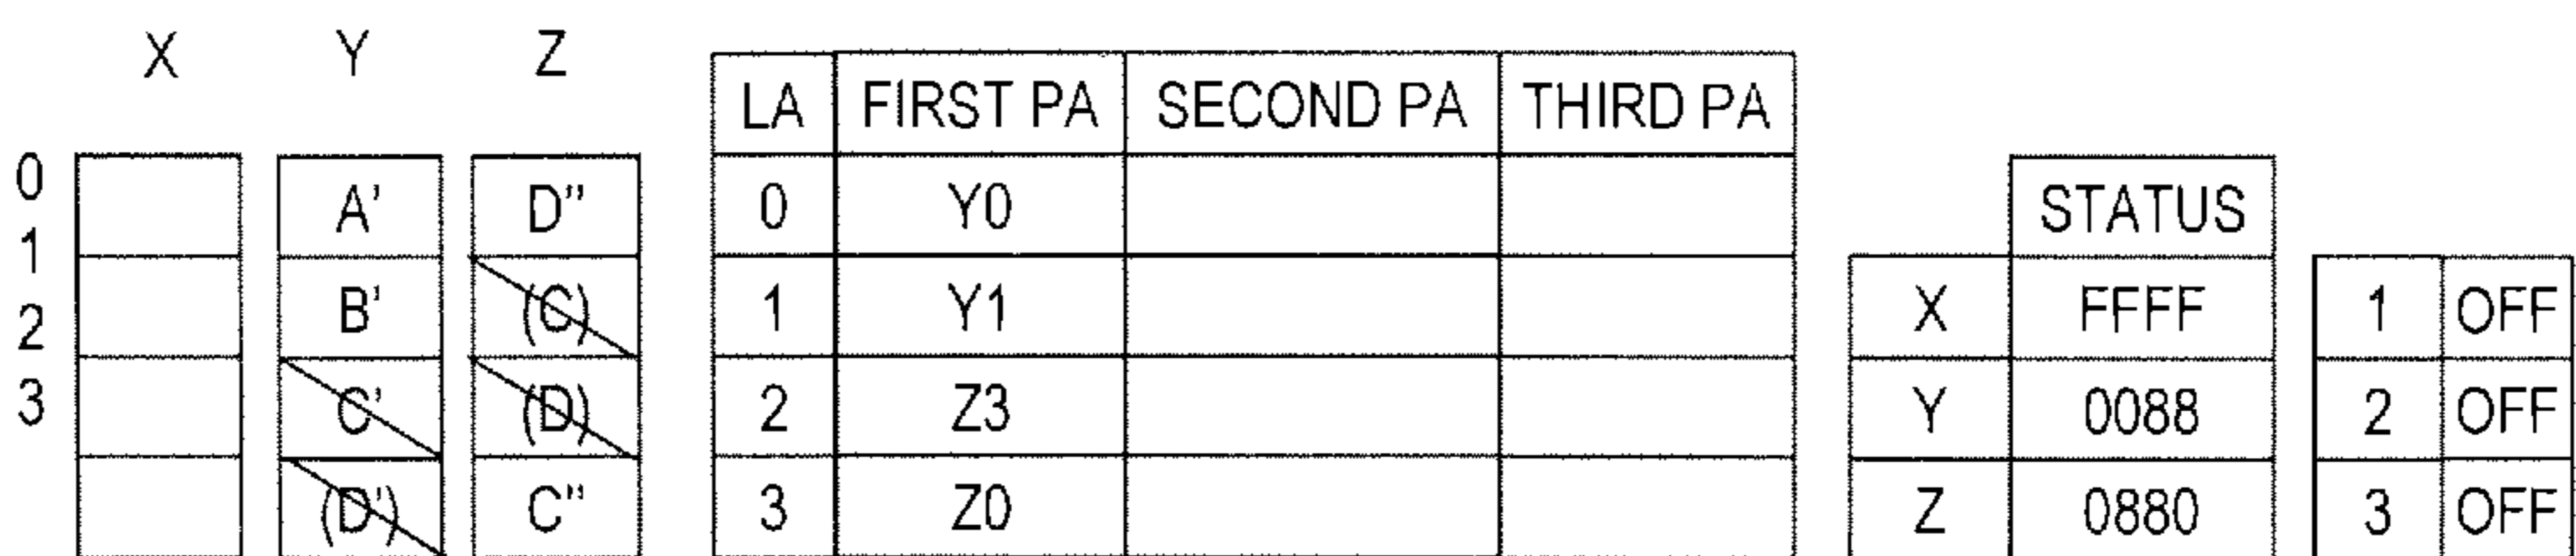 X Y Z
LA FIRST PA SECOND PA THIRD PA
0 A' D" 0 Y0 STATUS
1 B' (C) 1 Y1 X FFFF 1 OFF
2 C' (D) 2 Z3 Y 0088 2 OFF
3 (D') C" 3 Z0 Z 0880 3 OFF